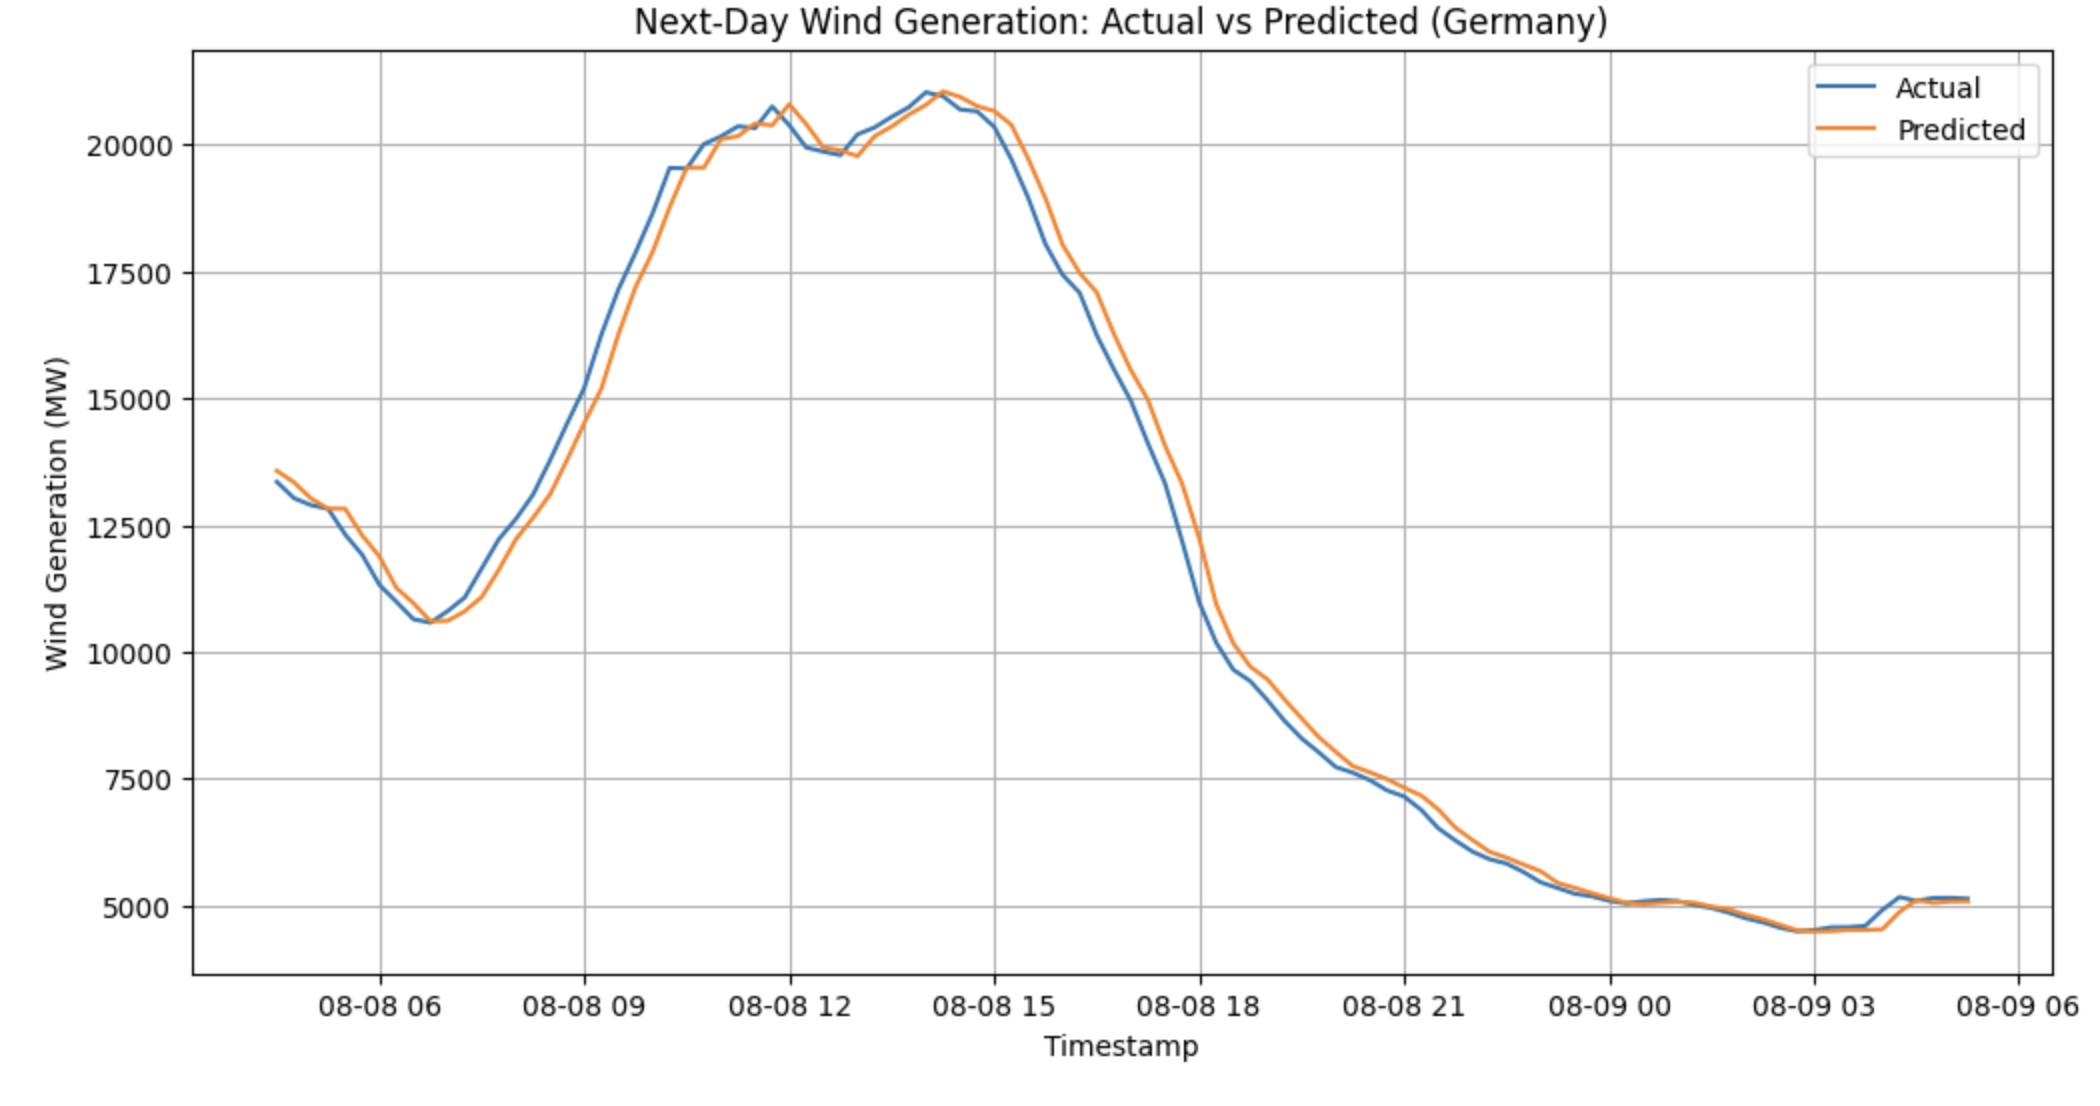 Next-Day Wind Generation: Actual vs Predicted (Germany)
Actual
Predicted
Wind Generation (MW)
20000
17500
15000
12500
10000
7500
5000
08-08 06 08-08 09 08-08 12 08-08 15 08-08 18 08-08 21 08-09 00 08-09 03 08-09 06
Timestamp